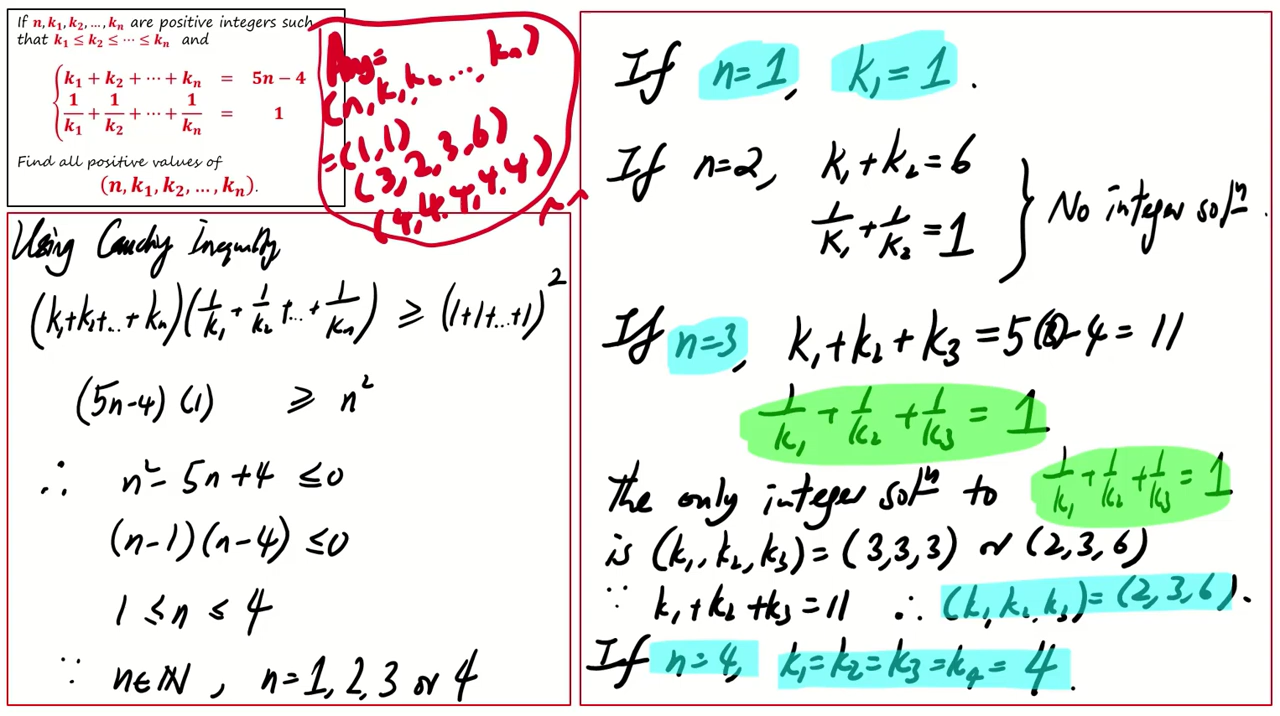 If n, k₁, k₂, ..., kₙ are positive integers such
that k₁ ≤ k₂ ≤ ⋯ ≤ kₙ and
k₁ + k₂ + ⋯ + kₙ = 5n − 4
1/k₁ + 1/k₂ + ⋯ + 1/kₙ = 1
Find all positive values of
(n, k₁, k₂, ..., kₙ).
Ans=
(n, k₁, k₂ ..., kₙ)
=(1,1)
(3,2,3,6)
(4,4,4,4,4)
Using Cauchy Inequality
(k₁+k₂+...+kₙ)(1/k₁+1/k₂+...+1/kₙ) ≥ (1+1+...+1)²
(5n−4)(1) ≥ n²
∴ n²−5n+4 ≤0
(n−1)(n−4) ≤0
1 ≤ n ≤ 4
∵ n∈ℕ, n=1,2,3 or 4
If n=1, k₁=1.
If n=2, k₁+k₂=6
1/k₁+1/k₂=1 } No integer solⁿ.
If n=3, k₁+k₂+k₃=5(3)−4=11
1/k₁+1/k₂+1/k₃=1
The only integer solⁿ to 1/k₁+1/k₂+1/k₃=1
is (k₁,k₂,k₃)=(3,3,3) or (2,3,6)
∵ k₁+k₂+k₃=11 ∴ (k₁,k₂,k₃)=(2,3,6).
If n=4, k₁=k₂=k₃=k₄=4.